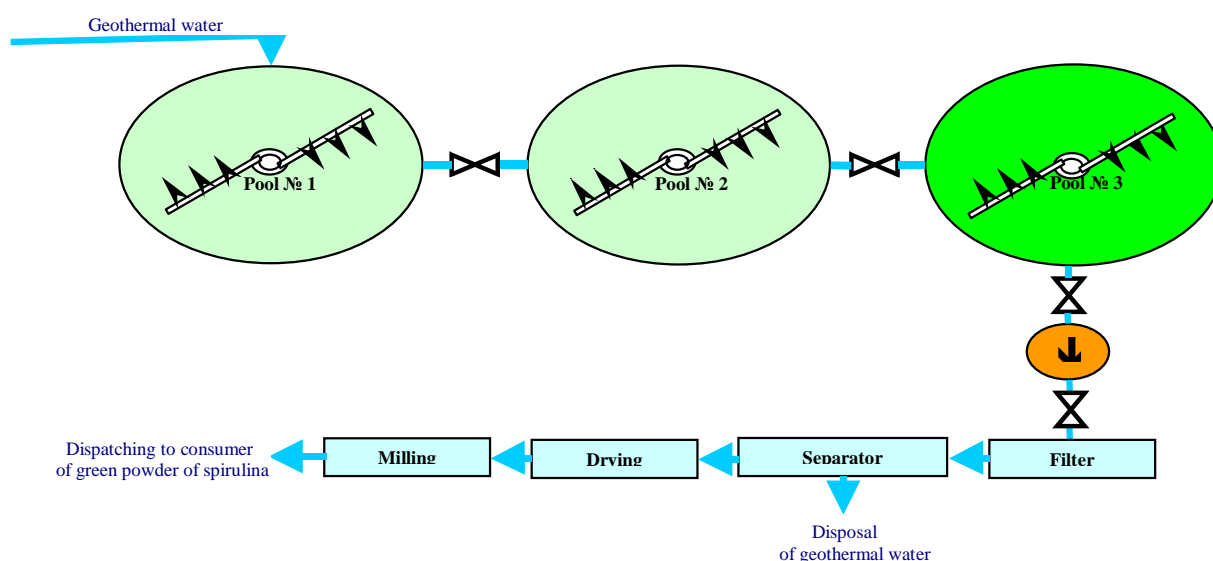 Geothermal water
Pool № 1
Pool № 2
Pool № 3
Dispatching to consumer
of green powder of spirulina
Milling
Drying
Separator
Filter
Disposal
of geothermal water